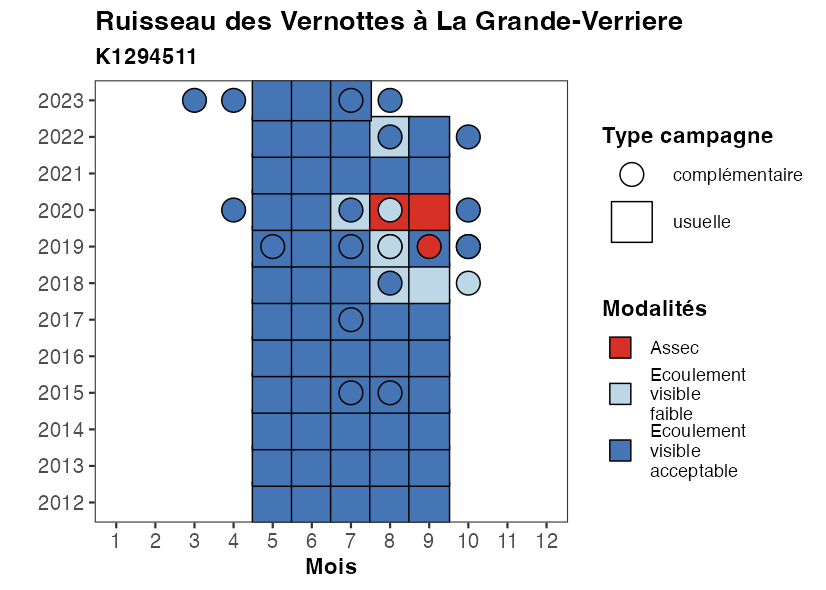 Ruisseau des Vernottes à La Grande-Verriere
K1294511
2023
2022
2021
2020
2019
2018
2017
2016
2015
2014
2013
2012
1 2 3 4 5 6 7 8 9 10 11 12
Mois
Type campagne
complémentaire
usuelle
Modalités
Assec
Ecoulement
visible
faible
Ecoulement
visible
acceptable